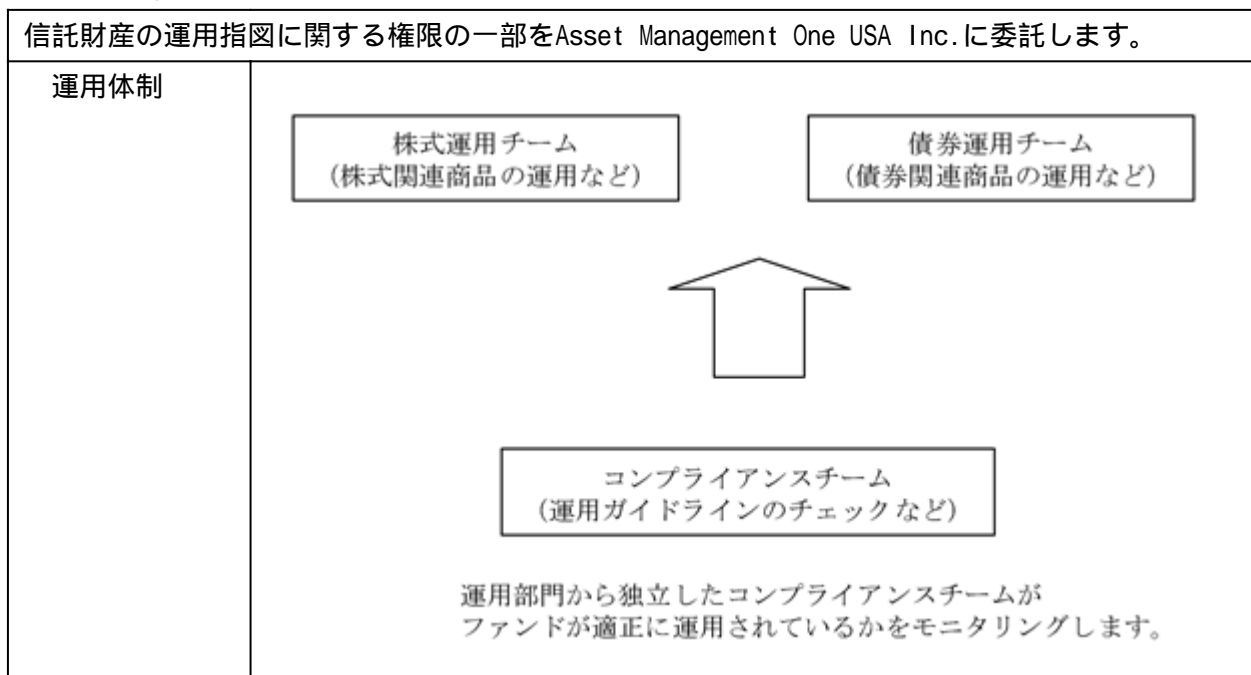 信託財産の運用指図に関する権限の一部をAsset Management One USA Inc.に委託します。
運用体制
株式運用チーム
(株式関連商品の運用など)
債券運用チーム
(債券関連商品の運用など)
コンプライアンスチーム
(運用ガイドラインのチェックなど)
運用部門から独立したコンプライアンスチームが
ファンドが適正に運用されているかをモニタリングします。